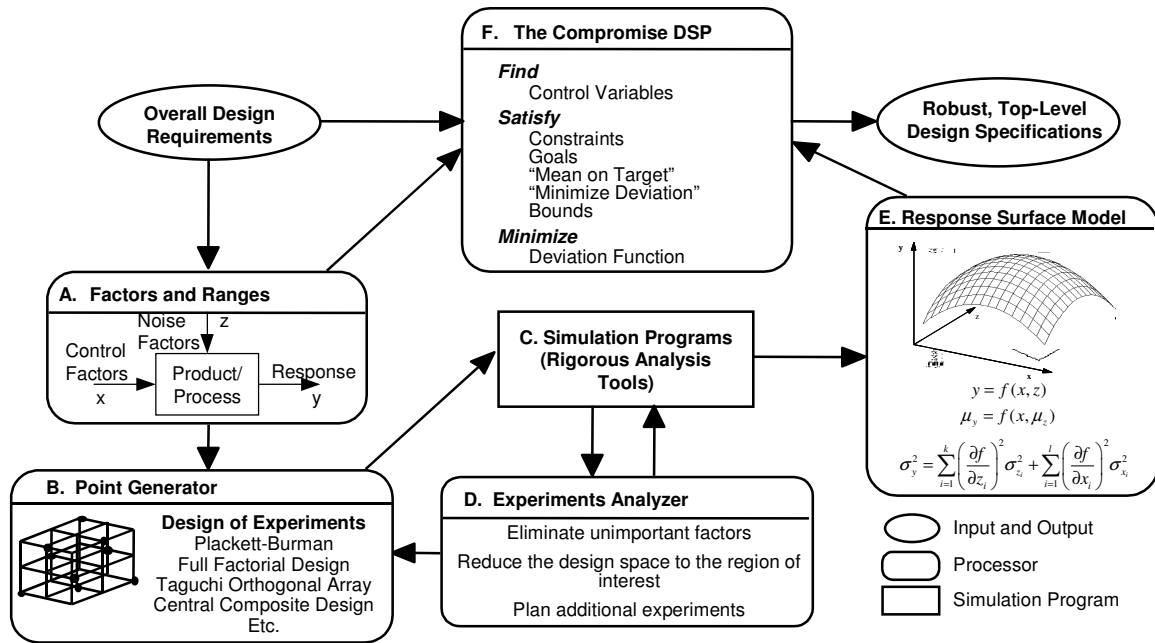 F. The Compromise DSP
Find
Control Variables
Satisfy
Constraints
Goals
“Mean on Target”
“Minimize Deviation”
Bounds
Minimize
Deviation Function
Overall Design
Requirements
Robust, Top-Level
Design Specifications
A. Factors and Ranges
Noise
Factors
z
Control
Factors
x
Product/
Process
Response
y
B. Point Generator
Design of Experiments
Plackett-Burman
Full Factorial Design
Taguchi Orthogonal Array
Central Composite Design
Etc.
C. Simulation Programs
(Rigorous Analysis
Tools)
D. Experiments Analyzer
Eliminate unimportant factors
Reduce the design space to the region of
interest
Plan additional experiments
E. Response Surface Model
y
z
x
y = f(x, z)
μ_y = f(x, μ_z)
σ_y^2 = ∑_{i=1}^{k} (∂f/∂z_i)^2 σ_{z_i}^2 + ∑_{i=1}^{l} (∂f/∂x_i)^2 σ_{x_i}^2
Input and Output
Processor
Simulation Program